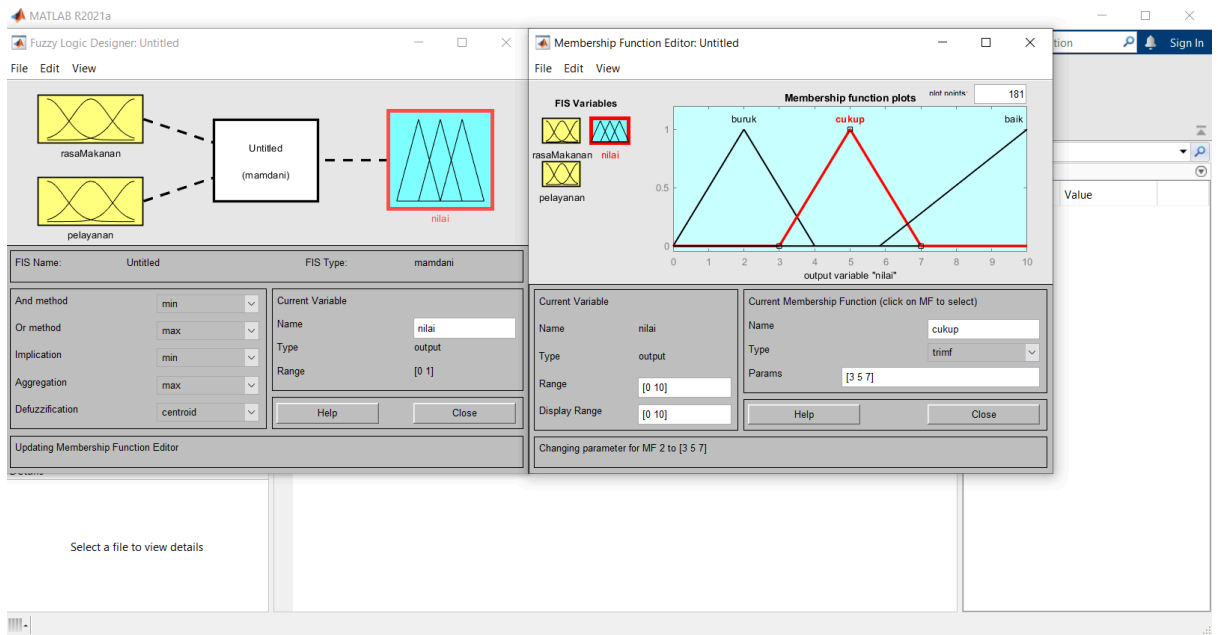 MATLAB R2021a
Fuzzy Logic Designer: Untitled
File Edit View
rasaMakanan
pelayanan
Untitled
(mamdani)
nilai
FIS Name: Untitled FIS Type: mamdani
And method min
Or method max
Implication min
Aggregation max
Defuzzification centroid
Current Variable
Name nilai
Type output
Range [0 1]
Help Close
Updating Membership Function Editor
Membership Function Editor: Untitled
File Edit View
FIS Variables
rasaMakanan nilai
pelayanan
Membership function plots plot points: 181
buruk cukup baik
1
0.5
0
0 1 2 3 4 5 6 7 8 9 10
output variable "nilai"
Current Variable
Name nilai
Type output
Range [0 10]
Display Range [0 10]
Current Membership Function (click on MF to select)
Name cukup
Type trimf
Params [3 5 7]
Help Close
Changing parameter for MF 2 to [3 5 7]
tion
Sign In
Value
Select a file to view details